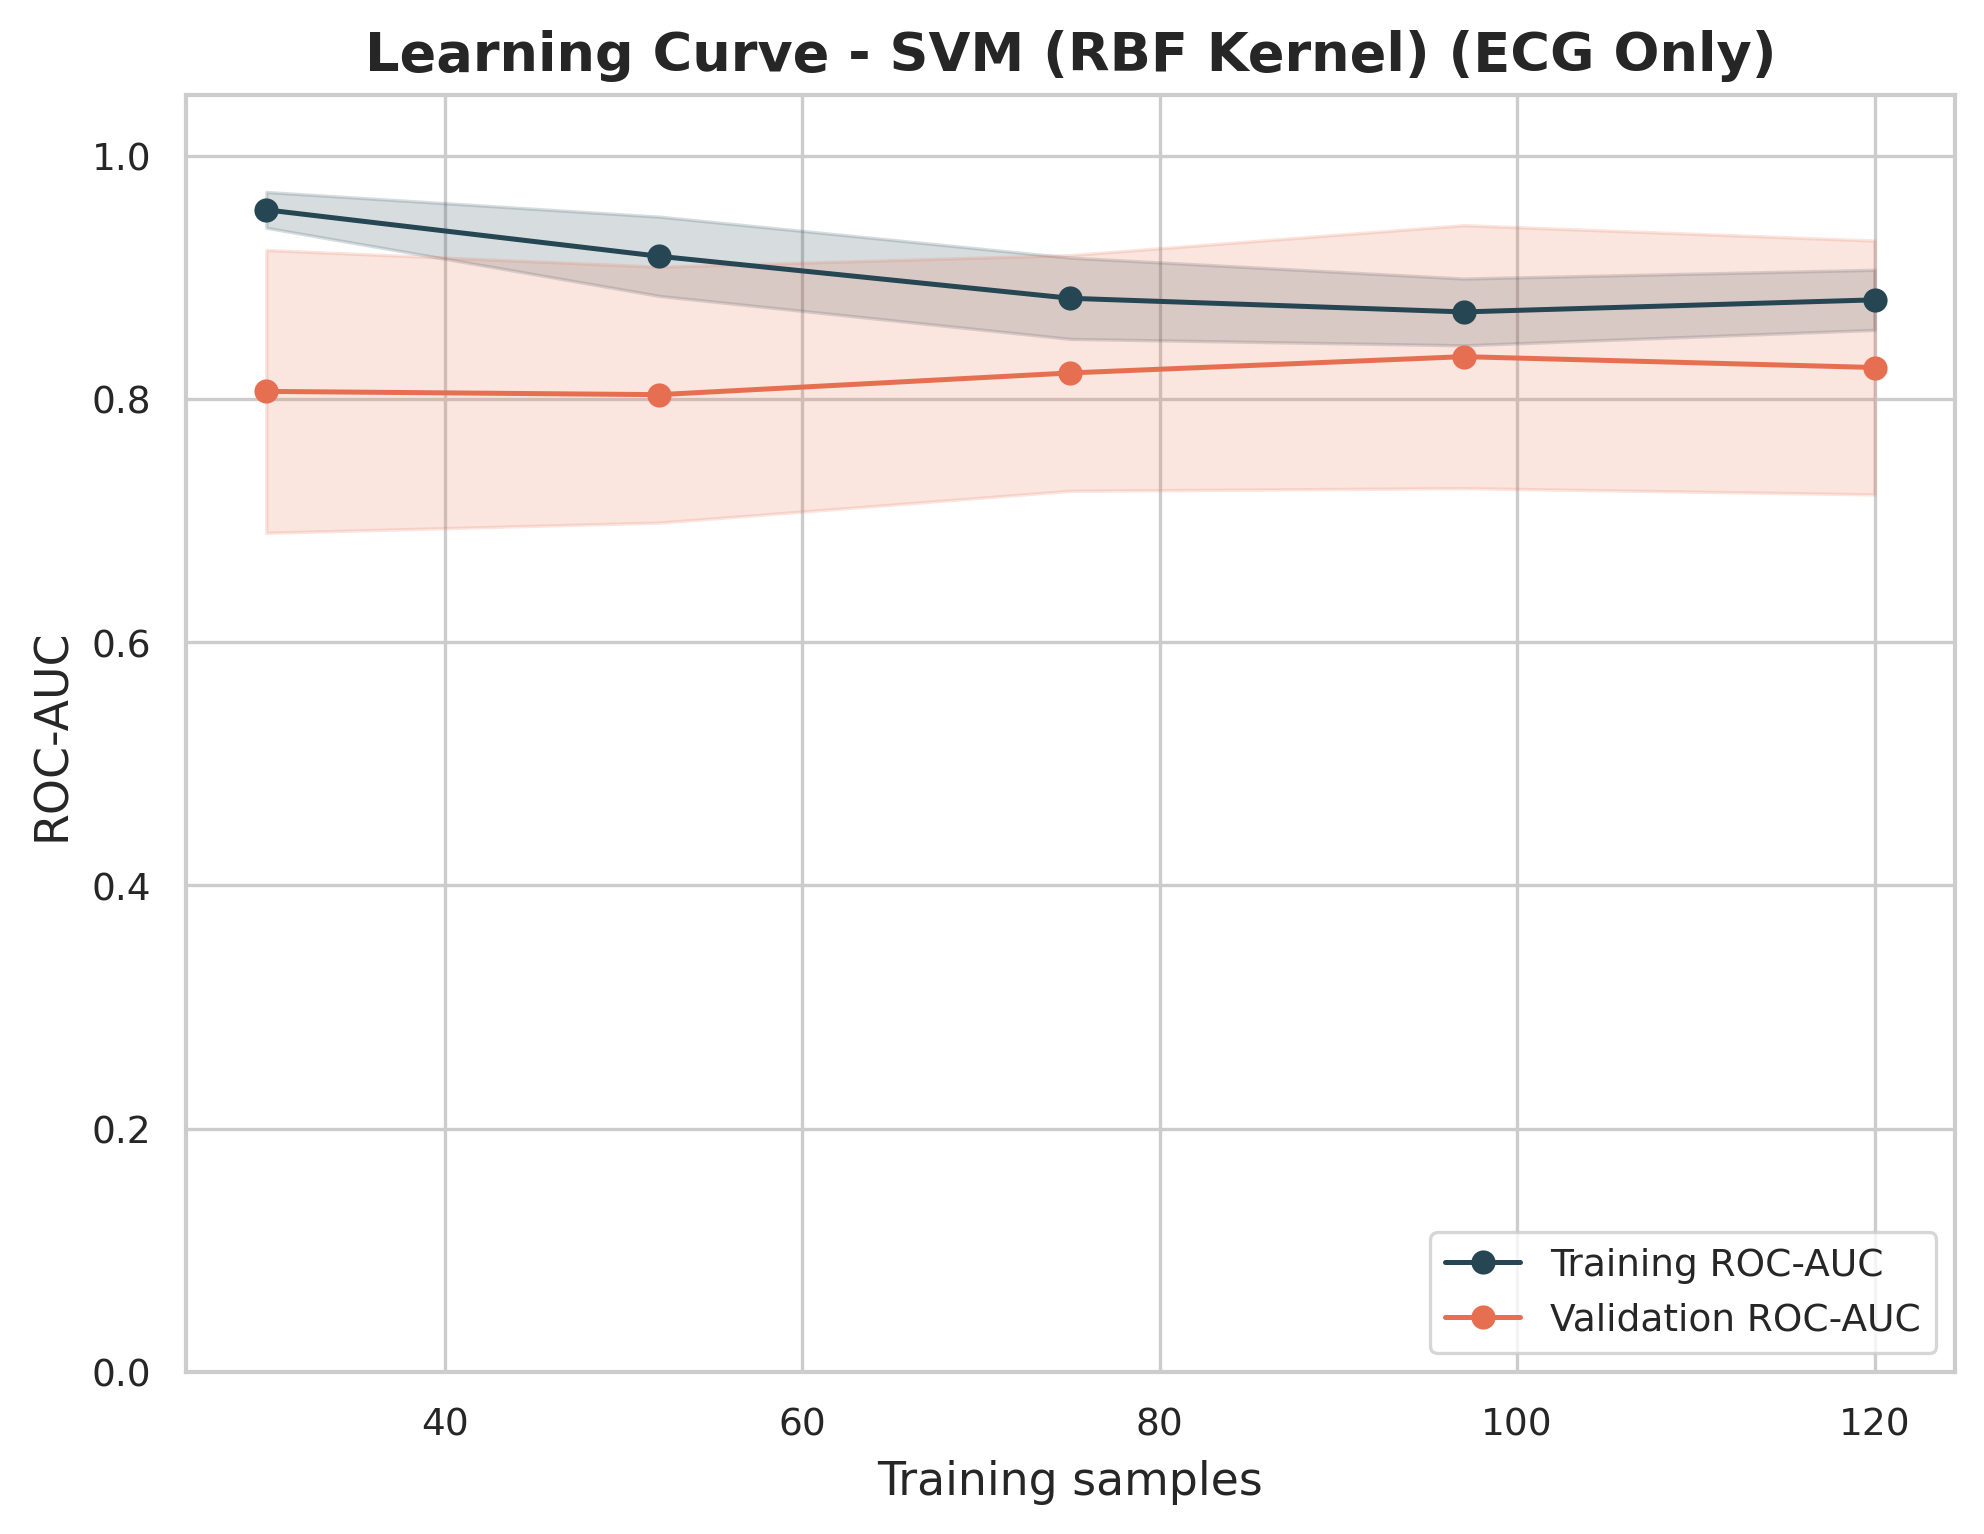 Learning Curve - SVM (RBF Kernel) (ECG Only)
1.0
0.8
0.6
0.4
0.2
0.0
ROC-AUC
40 60 80 100 120
Training samples
Training ROC-AUC
Validation ROC-AUC